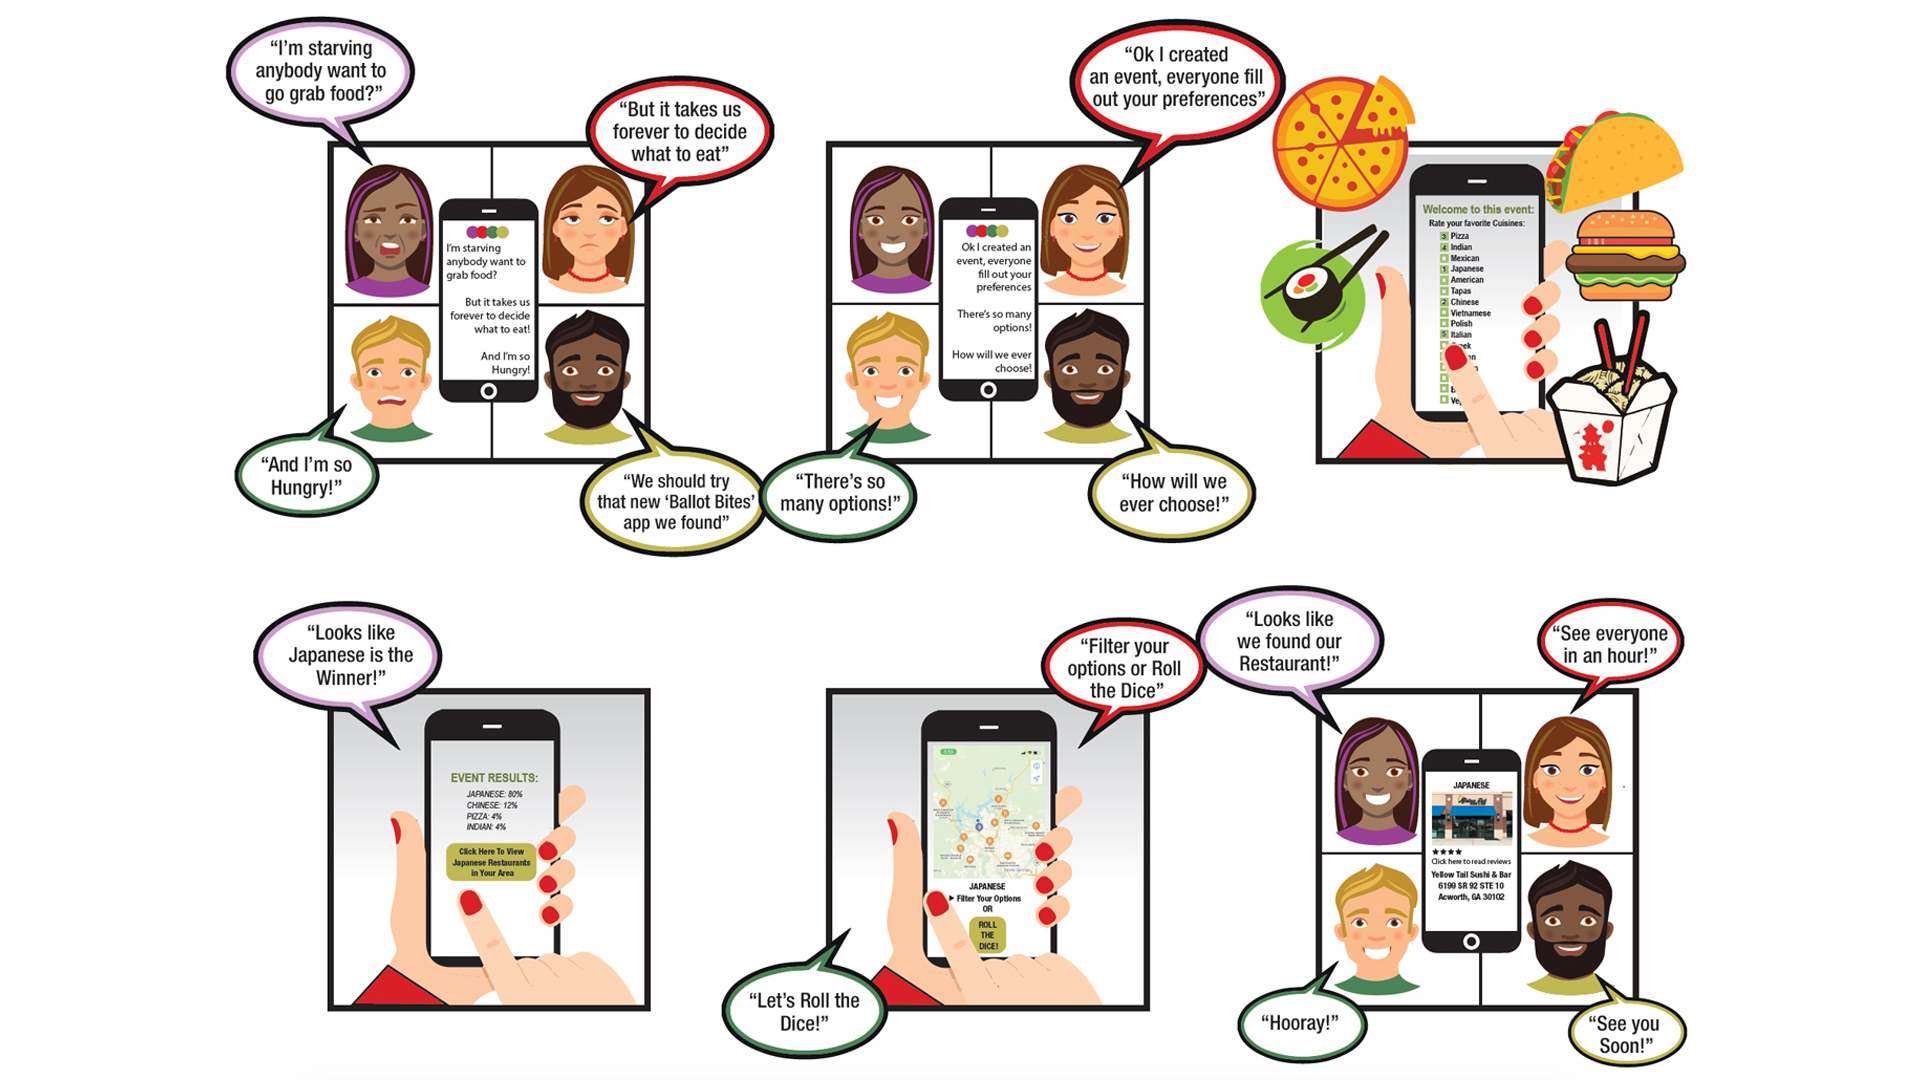 “I’m starving
anybody want to
go grab food?”
“But it takes us
forever to decide
what to eat”
I’m starving
anybody want to
grab food?
But it takes us
forever to decide
what to eat!
And I’m so
Hungry!
“And I’m so
Hungry!”
“We should try
that new ‘Ballot Bites’
app we found”
“Ok I created
an event, everyone fill
out your preferences”
Ok I created an
event, everyone
fill out your
preferences
There’s so many
options!
How will we ever
choose!
“There’s so
many options!”
“How will we
ever choose!”
Welcome to this event:
Rate your favorite Cuisines:
3 Pizza
4 Indian
Mexican
1 Japanese
American
Tapas
2 Chinese
Vietnamese
Polish
5 Italian
“Looks like
Japanese is the
Winner!”
EVENT RESULTS:
JAPANESE: 80%
CHINESE: 12%
PIZZA: 4%
INDIAN: 4%
Click Here To View
Japanese Restaurants
in Your Area
“Filter your
options or Roll
the Dice”
JAPANESE
Filter Your Options
OR
ROLL
THE
DICE!
“Let’s Roll the
Dice!”
“Looks like
we found our
Restaurant!”
“See everyone
in an hour!”
JAPANESE
Click here to read reviews
Yellow Tail Sushi & Bar
6199 SR 92 STE 10
Acworth, GA 30102
“Hooray!”
“See you
Soon!”